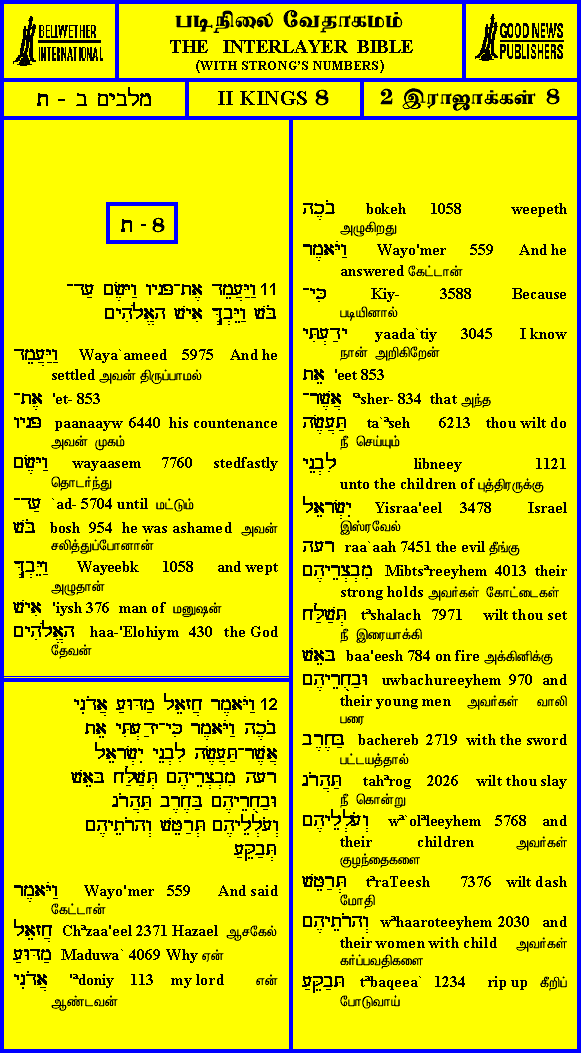 BELLWETHER
INTERNATIONAL
படிநிலை வேதாகமம்
THE INTERLAYER BIBLE
(WITH STRONG'S NUMBERS)
GOOD NEWS
PUBLISHERS
מלבים ב - ח
II KINGS 8
2 இராஜாக்கள் 8
ח - 8
11 וַיַּעֲמֵד אֶת־פָּנָיו וַיָּשֶׂם עַד־
בֹּשׁ וַיֵּבְךְּ אִישׁ הָאֱלֹהִים
וַיַּעֲמֵד Waya`ameed 5975 And he
settled அவன் திருப்பாமல்
אֶת־ 'et- 853
פָּנָיו paanaayw 6440 his countenance
அவன் முகம்
וַיָּשֶׂם wayaasem 7760 stedfastly
தொடர்ந்து
עַד־ `ad- 5704 until மட்டும்
בֹּשׁ bosh 954 he was ashamed அவன்
சலித்துப்போனான்
וַיֵּבְךְּ Wayeebk 1058 and wept
அழுதான்
אִישׁ 'iysh 376 man of மனுஷன்
הָאֱלֹהִים haa-'Elohiym 430 the God
தேவன்
12 וַיֹּאמֶר חֲזָאֵל מַדּוּעַ אֲדֹנִי
בֹכֶה וַיֹּאמֶר כִּי־יָדַעְתִּי אֵת
אֲשֶׁר־תַּעֲשֶׂה לִבְנֵי יִשְׂרָאֵל
רָעָה מִבְצְרֵיהֶם תְּשַׁלַּח בָּאֵשׁ
וּבַחֻרֵיהֶם בַּחֶרֶב תַּהֲרֹג
וְעֹלְלֵיהֶם תְּרַטֵּשׁ וְהָרֹתֵיהֶם
תְּבַקֵּעַ
וַיֹּאמֶר Wayo'mer 559 And said
கேட்டான்
חֲזָאֵל Chᵃzaa'eel 2371 Hazael ஆசகேல்
מַדּוּעַ Maduwa` 4069 Why ஏன்
אֲדֹנִי 'ᵃdoniy 113 my lord என்
ஆண்டவன்
בֹכֶה bokeh 1058 weepeth
அழுகிறது
וַיֹּאמֶר Wayo'mer 559 And he
answered கேட்டான்
כִּי־ Kiy- 3588 Because
படியினால்
יָדַעְתִּי yaada`tiy 3045 I know
நான் அறிகிறேன்
אֵת 'eet 853
אֲשֶׁר־ 'ᵃsher- 834 that அந்த
תַּעֲשֶׂה ta`ᵃseh 6213 thou wilt do
நீ செய்யும்
לִבְנֵי libneey 1121
unto the children of புத்திரருக்கு
יִשְׂרָאֵל Yisraa'eel 3478 Israel
இஸ்ரவேல்
רָעָה raa`aah 7451 the evil தீங்கு
מִבְצְרֵיהֶם Mibtsᵃreeyhem 4013 their
strong holds அவர்கள் கோட்டைகள்
תְּשַׁלַּח tᵃshalach 7971 wilt thou set
நீ இரையாக்கி
בָּאֵשׁ baa'eesh 784 on fire அக்கினிக்கு
וּבַחֻרֵיהֶם uwbachureeyhem 970 and
their young men அவர்கள் வாலி
பரை
בַּחֶרֶב bachereb 2719 with the sword
பட்டயத்தால்
תַּהֲרֹג tahᵃrog 2026 wilt thou slay
நீ கொன்று
וְעֹלְלֵיהֶם wᵃ`olᵃleeyhem 5768 and
their children அவர்கள்
குழந்தைகளை
תְּרַטֵּשׁ tᵃraTeesh 7376 wilt dash
மோதி
וְהָרֹתֵיהֶם wᵃhaaroteeyhem 2030 and
their women with child அவர்கள்
கர்ப்பவதிகளை
תְּבַקֵּעַ tᵃbaqeea` 1234 rip up கீறிப்
போடுவாய்